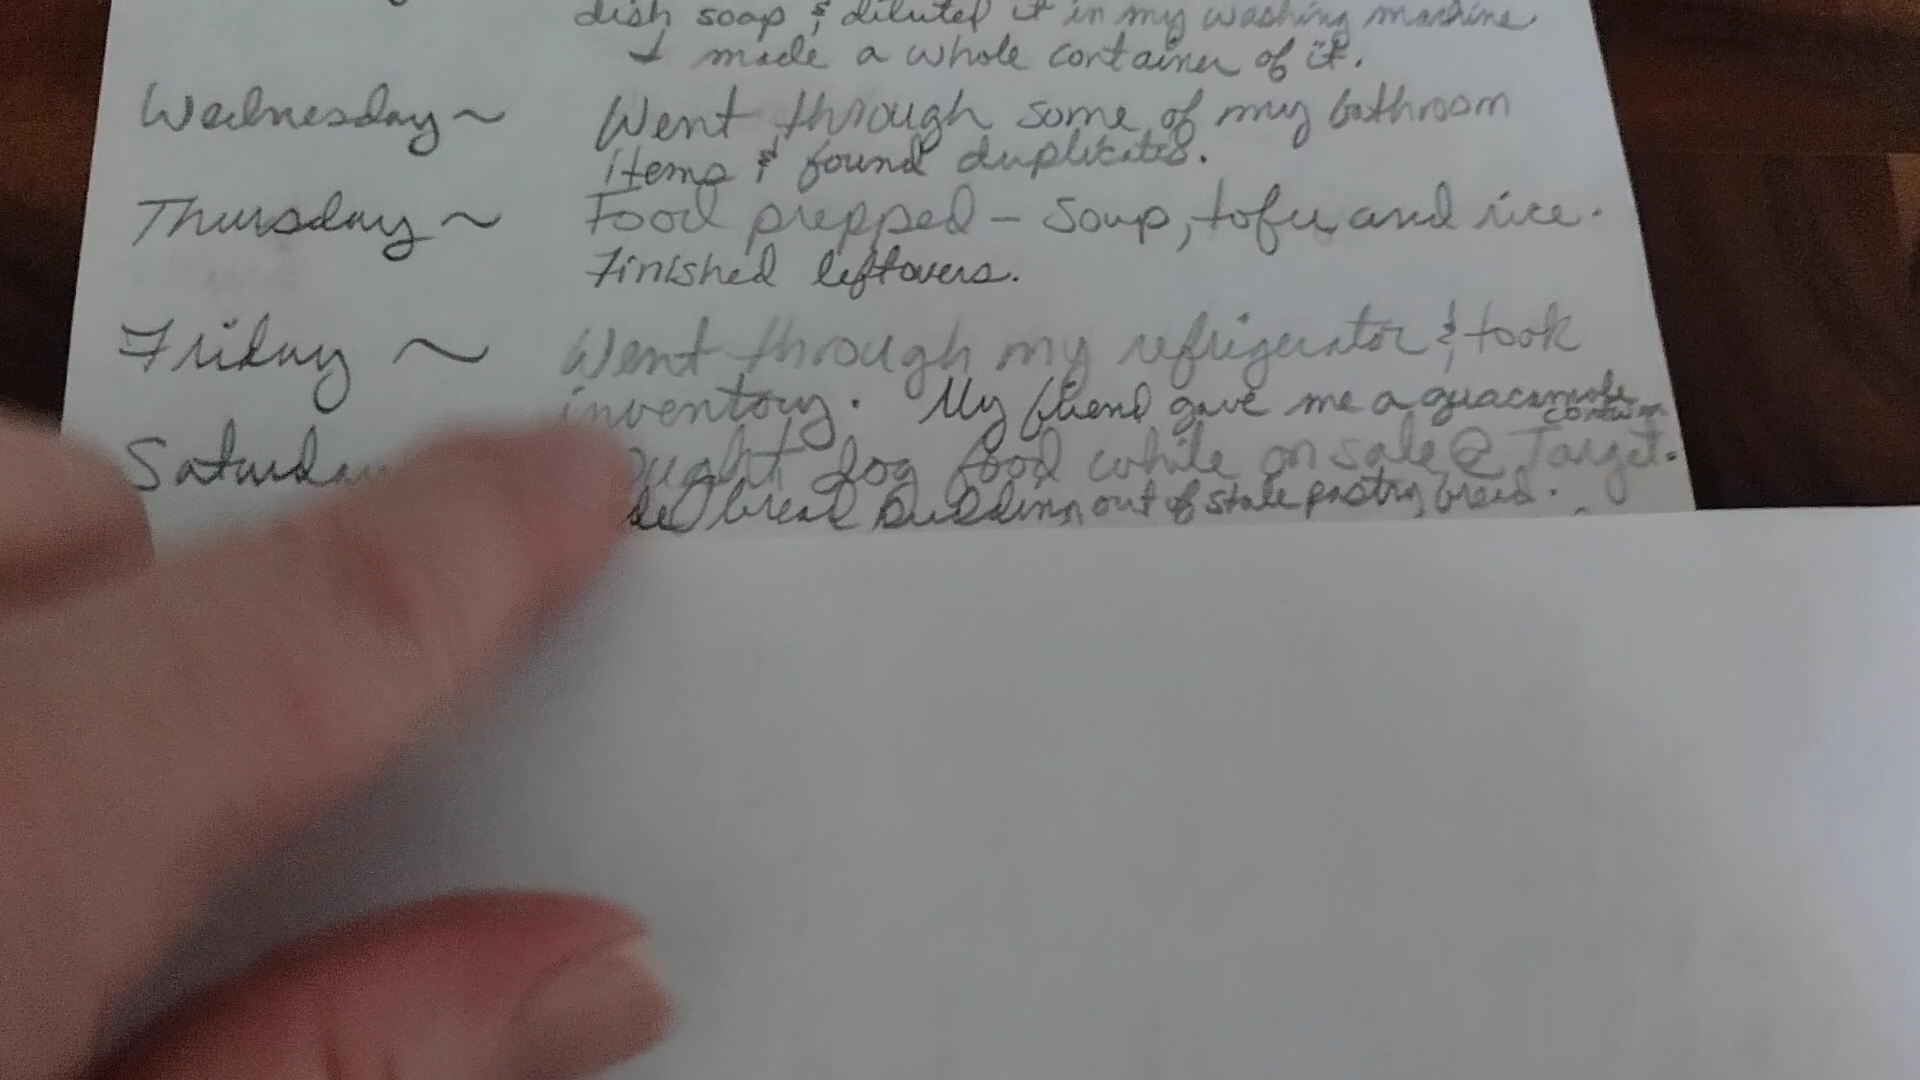 dish soap & diluted it in my washing machine
→ made a whole container of it.
Wednesday ~ Went through some of my bathroom
items & found duplicates.
Thursday ~ Food prepped – soup, tofu and rice.
Finished leftovers.
Friday ~ Went through my refrigerator & took
inventory. My friend gave me a guacamole
Saturday dog food while on sale @ Target.
bread pudding out of stale pastry bread.